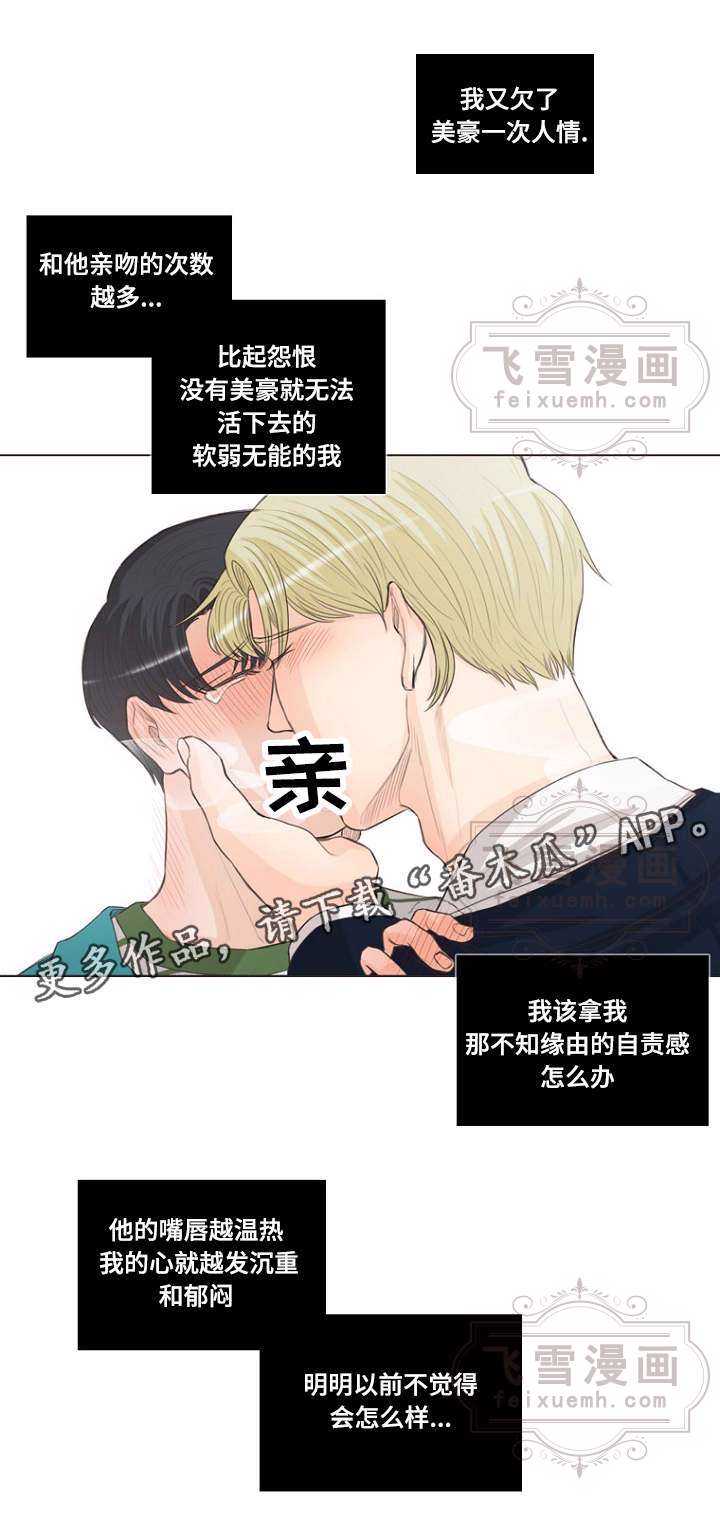 我又欠了
美豪一次人情.
和他亲吻的次数
越多...
飞雪漫画
feixuemh.com
比起怨恨
没有美豪就无法
活下去的
软弱无能的我
亲
更多作品，请下载“番木瓜”APP。
飞雪漫画
feixuemh.com
我该拿我
那不知缘由的自责感
怎么办
他的嘴唇越温热
我的心就越发沉重
和郁闷
飞雪漫画
feixuemh.com
明明以前不觉得
会怎么样...